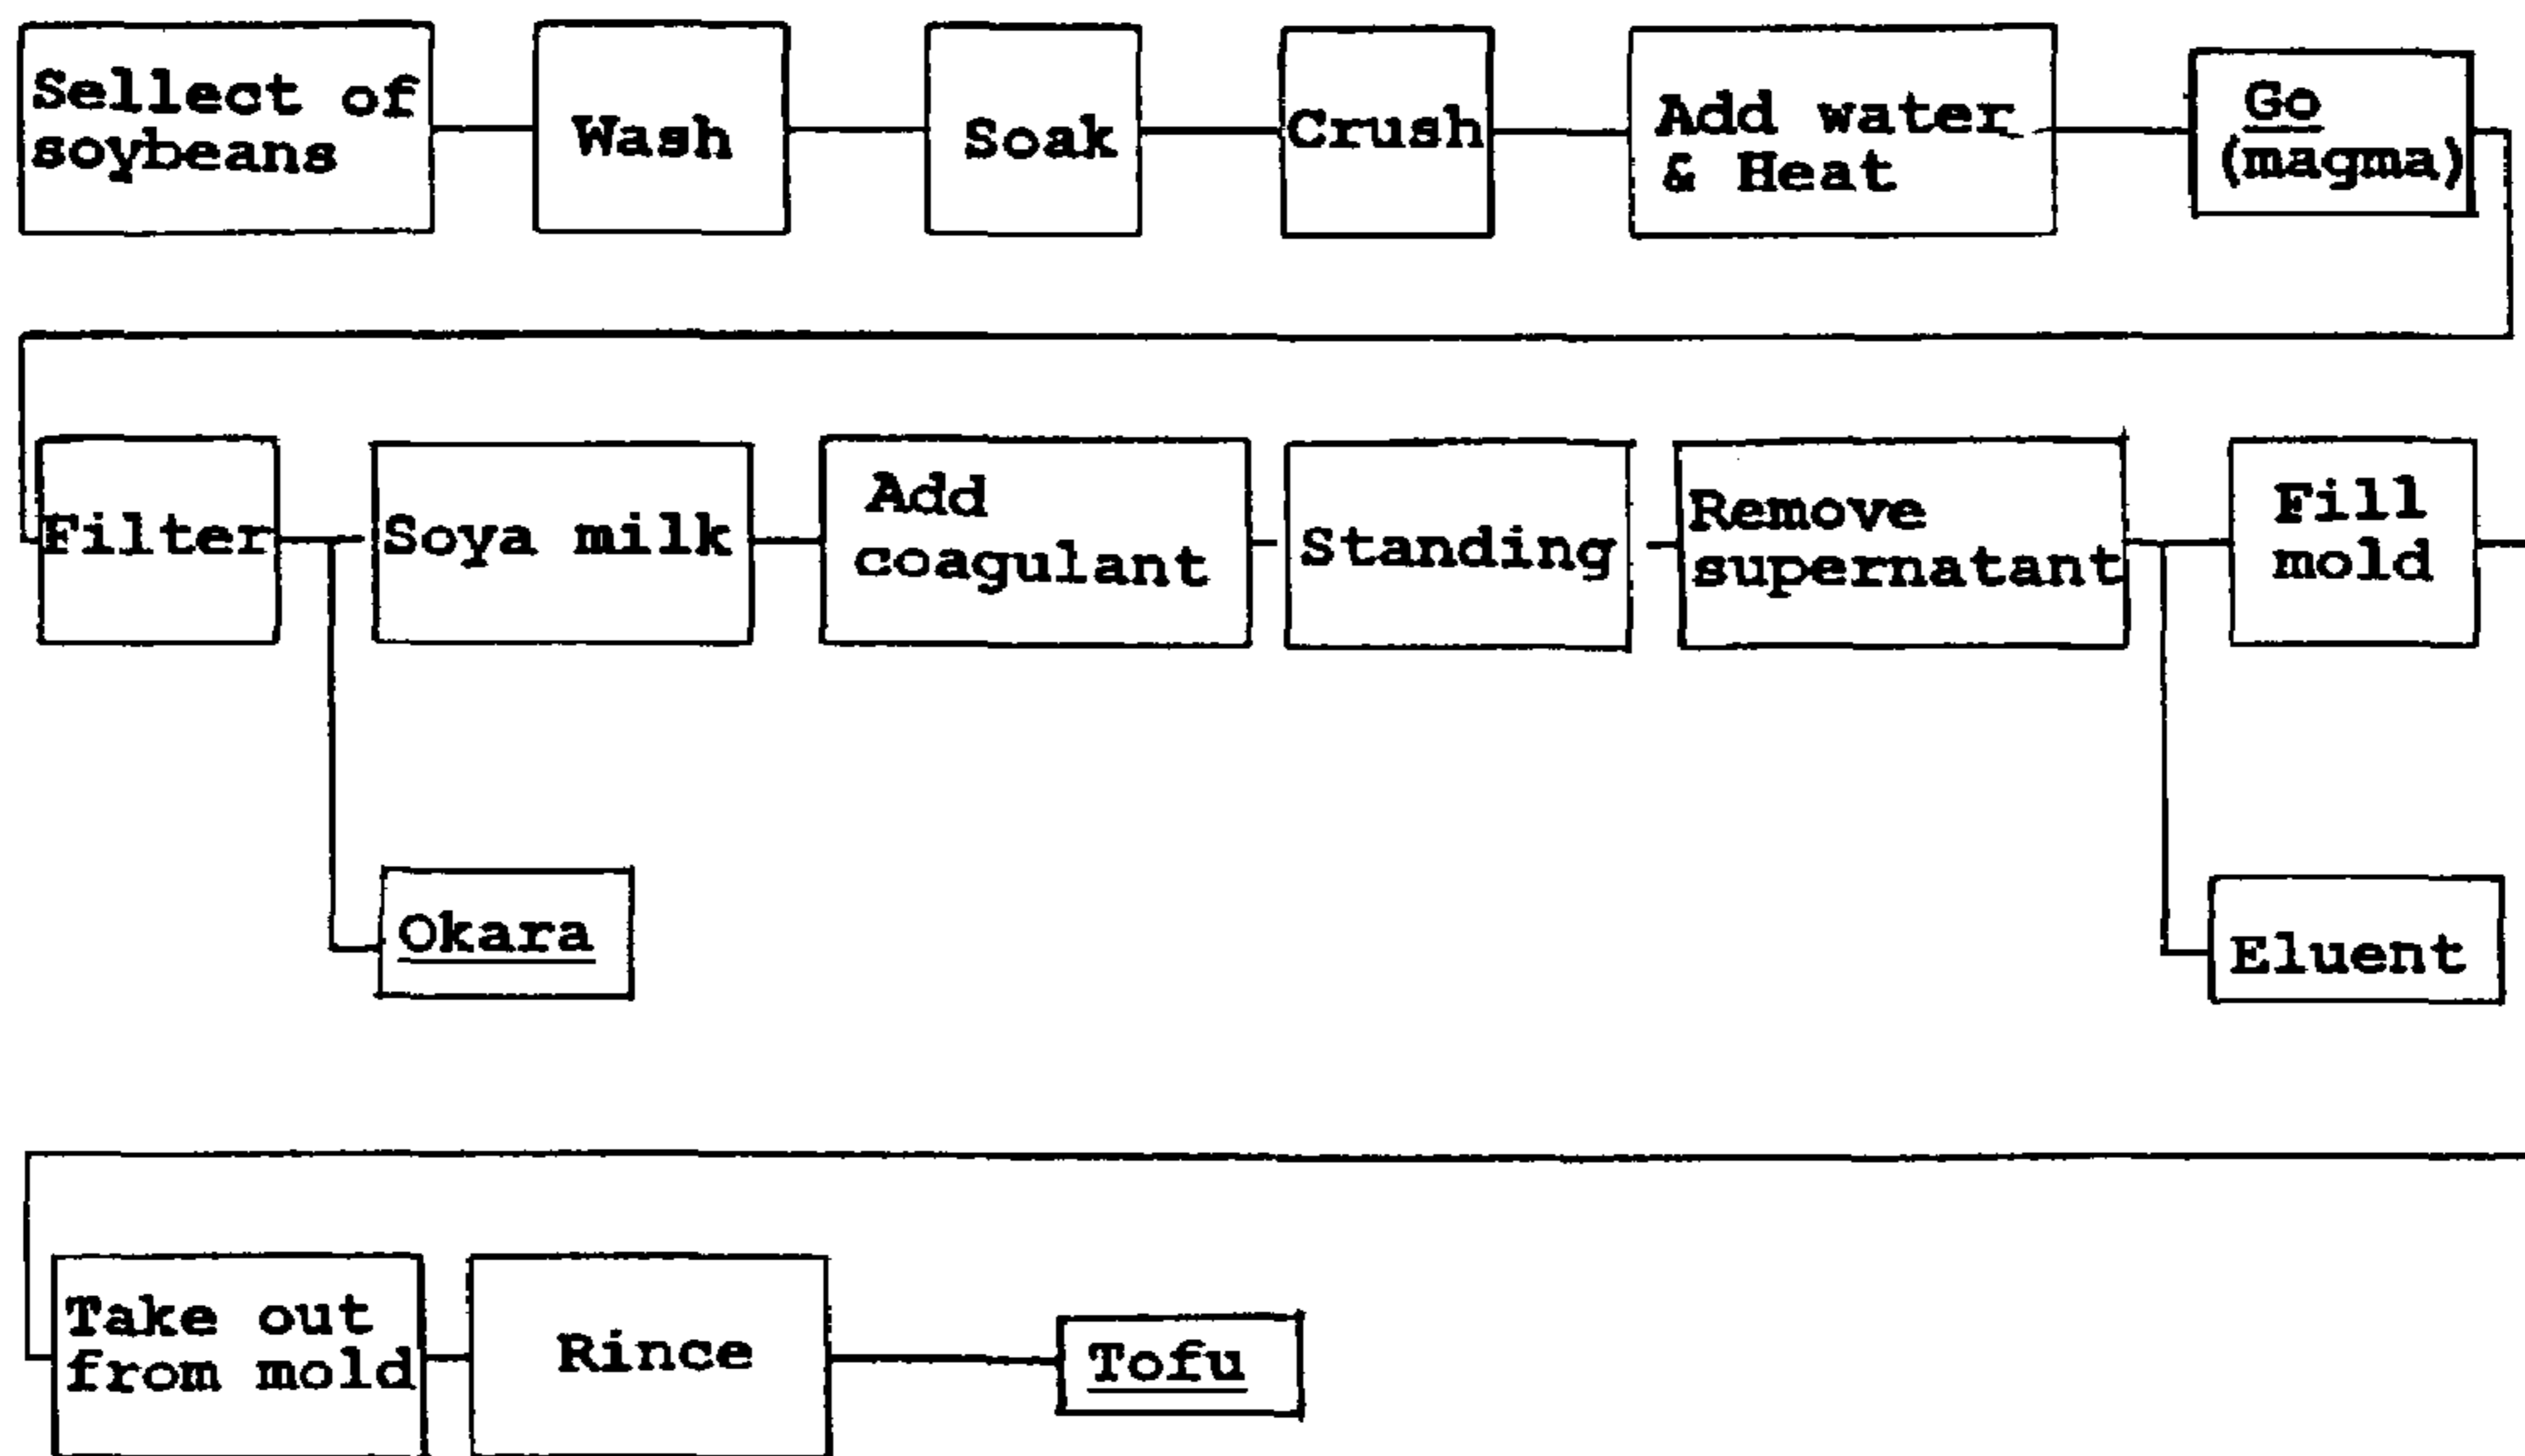 Sellect of
soybeans
Wash
Soak
Crush
Add water
& Heat
Go
(magma)
Filter
Soya milk
Add
coagulant
Standing
Remove
supernatant
Fill
mold
Okara
Eluent
Take out
from mold
Rince
Tofu